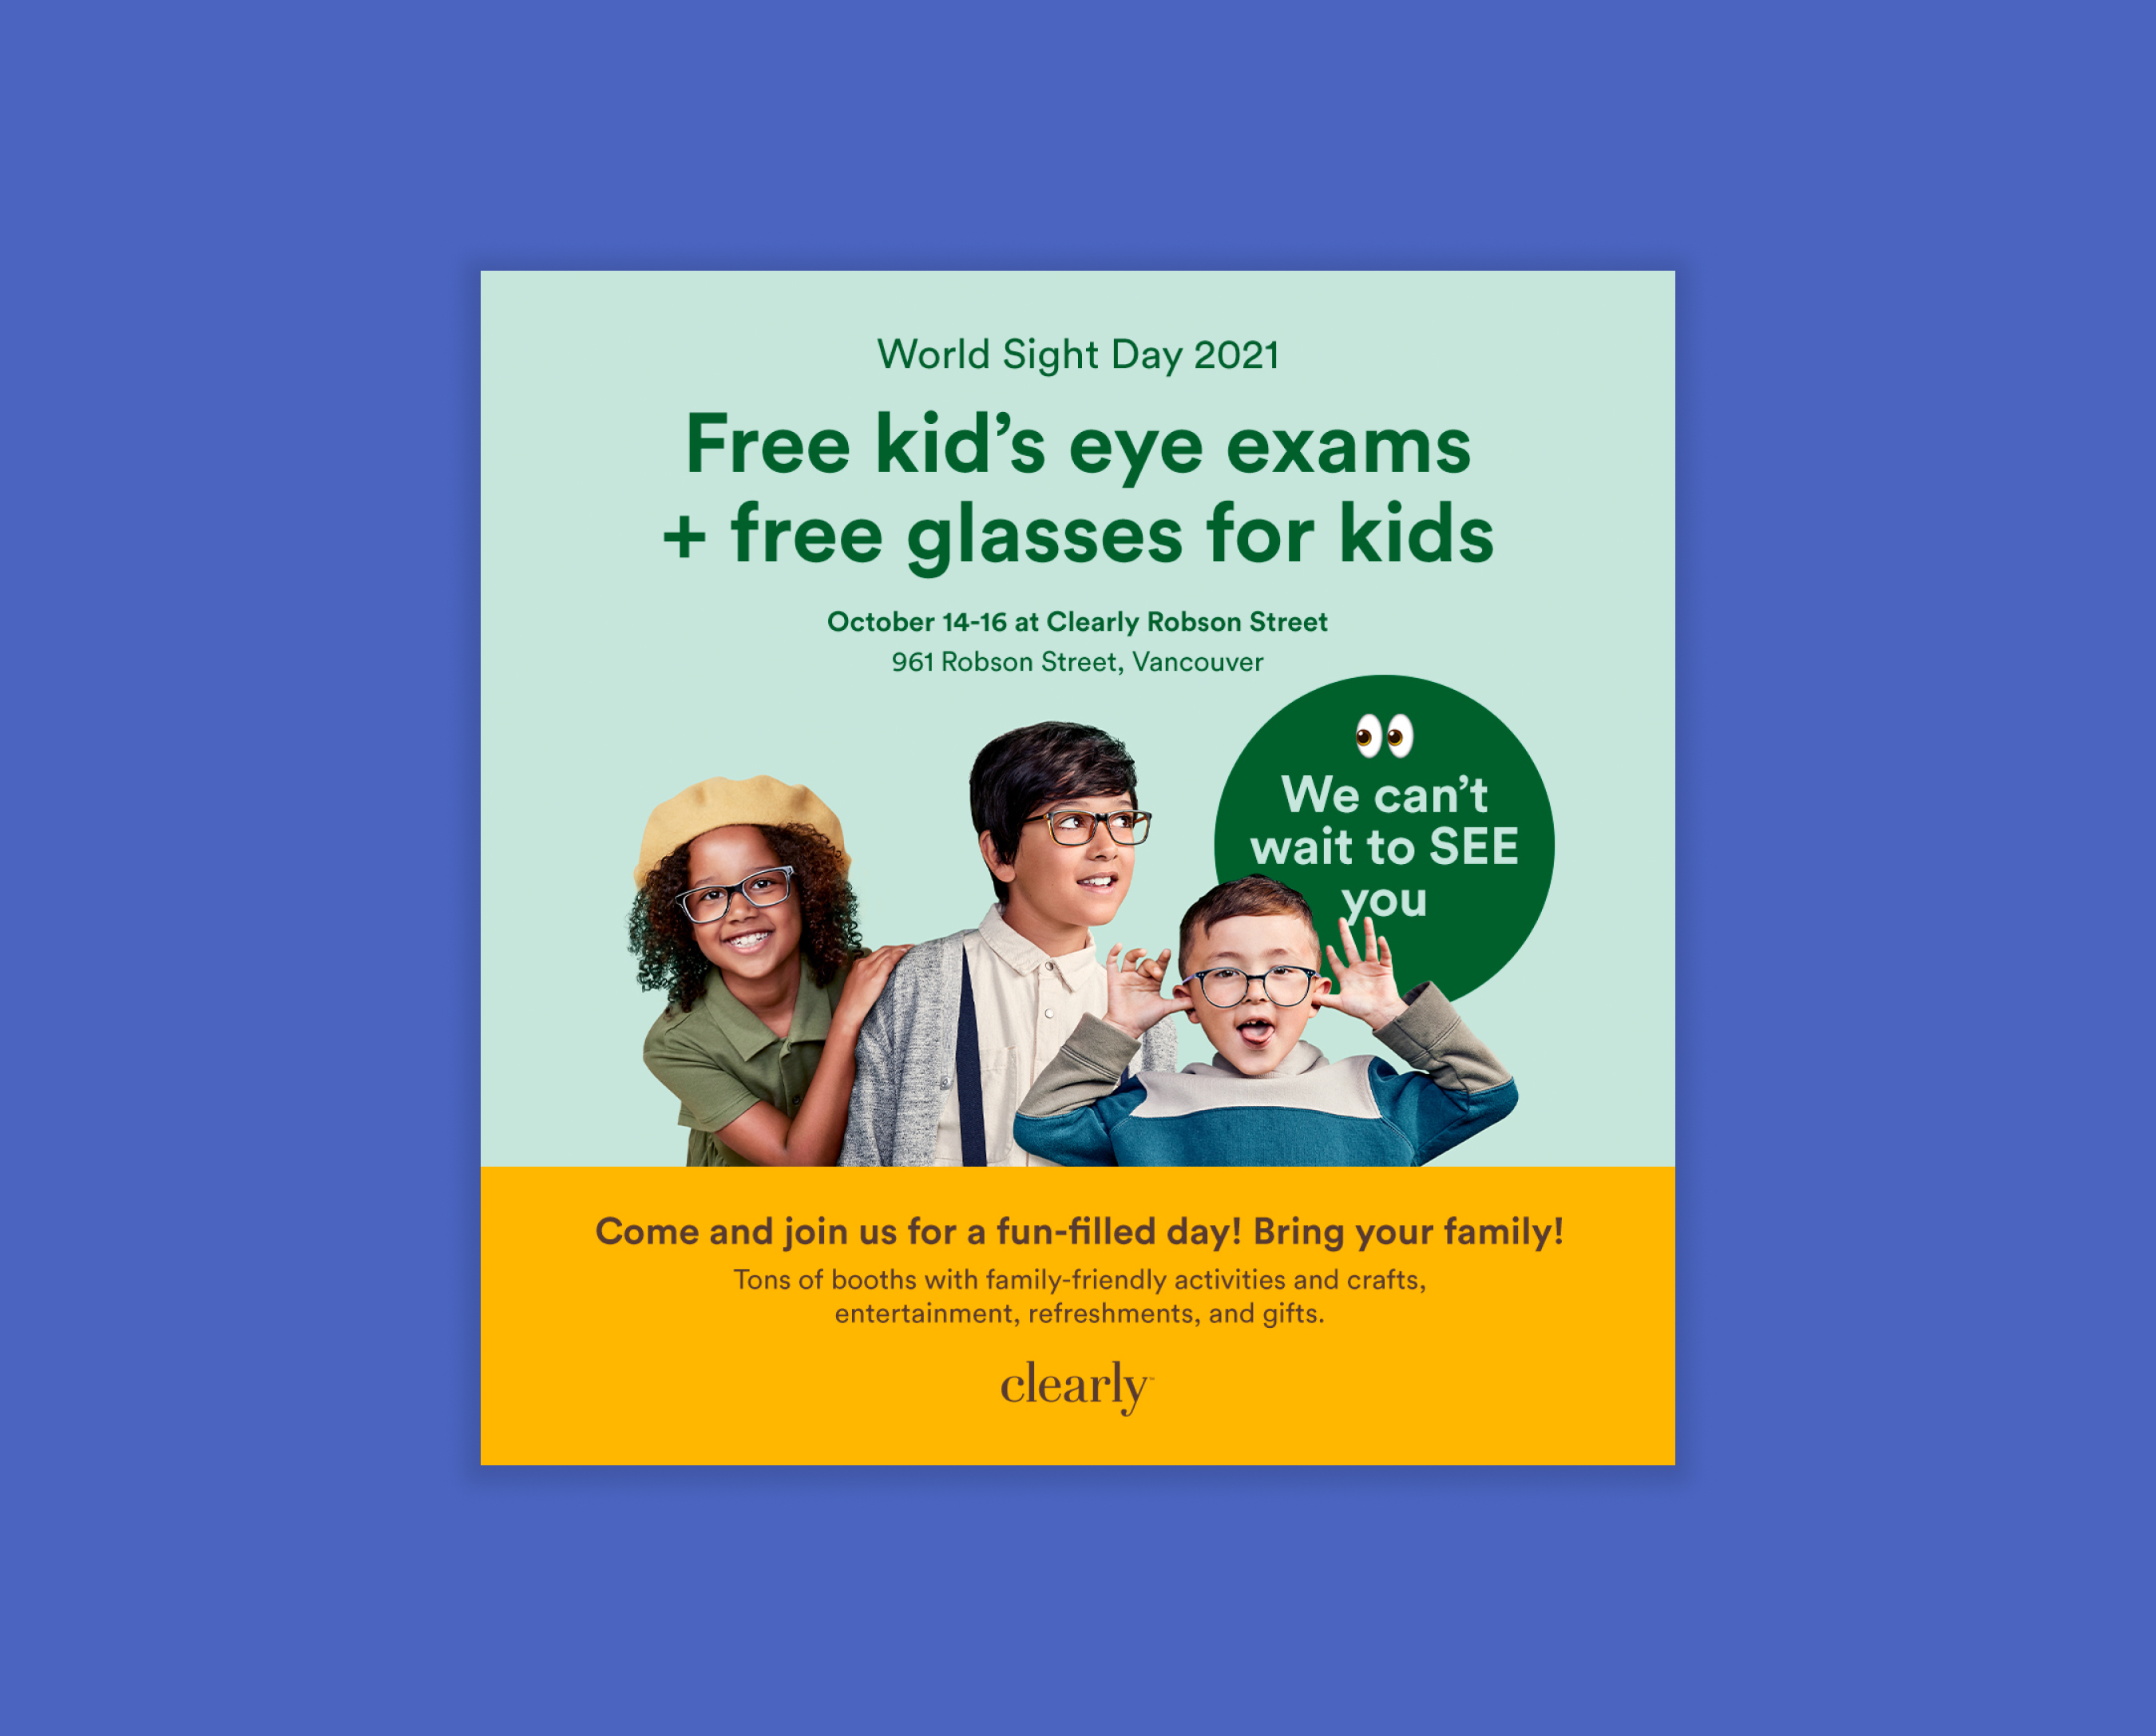 World Sight Day 2021
Free kid’s eye exams
+ free glasses for kids
October 14-16 at Clearly Robson Street
961 Robson Street, Vancouver
We can’t
wait to SEE
you
Come and join us for a fun-filled day! Bring your family!
Tons of booths with family-friendly activities and crafts,
entertainment, refreshments, and gifts.
clearly™